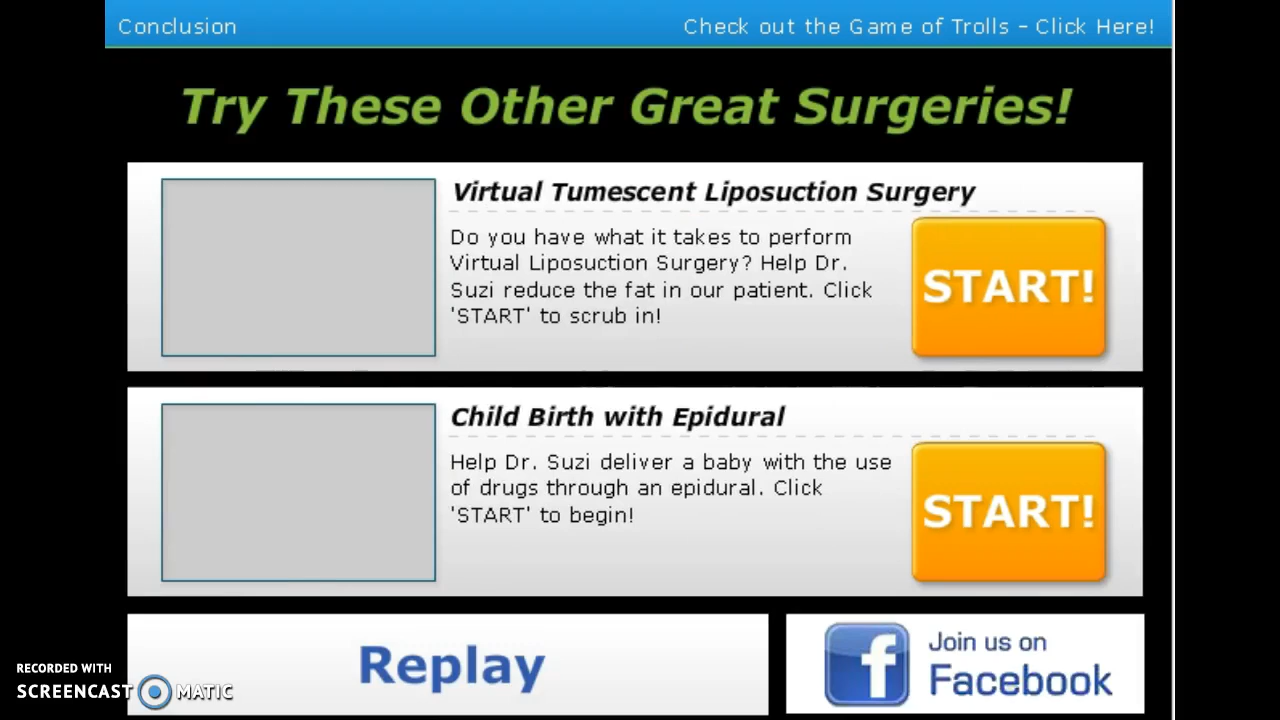 Conclusion
Check out the Game of Trolls – Click Here!
Try These Other Great Surgeries!
Virtual Tumescent Liposuction Surgery
Do you have what it takes to perform
Virtual Liposuction Surgery? Help Dr.
Suzi reduce the fat in our patient. Click
'START' to scrub in!
START!
Child Birth with Epidural
Help Dr. Suzi deliver a baby with the use
of drugs through an epidural. Click
'START' to begin!
START!
Replay
Join us on
Facebook
RECORDED WITH
SCREENCAST MATIC